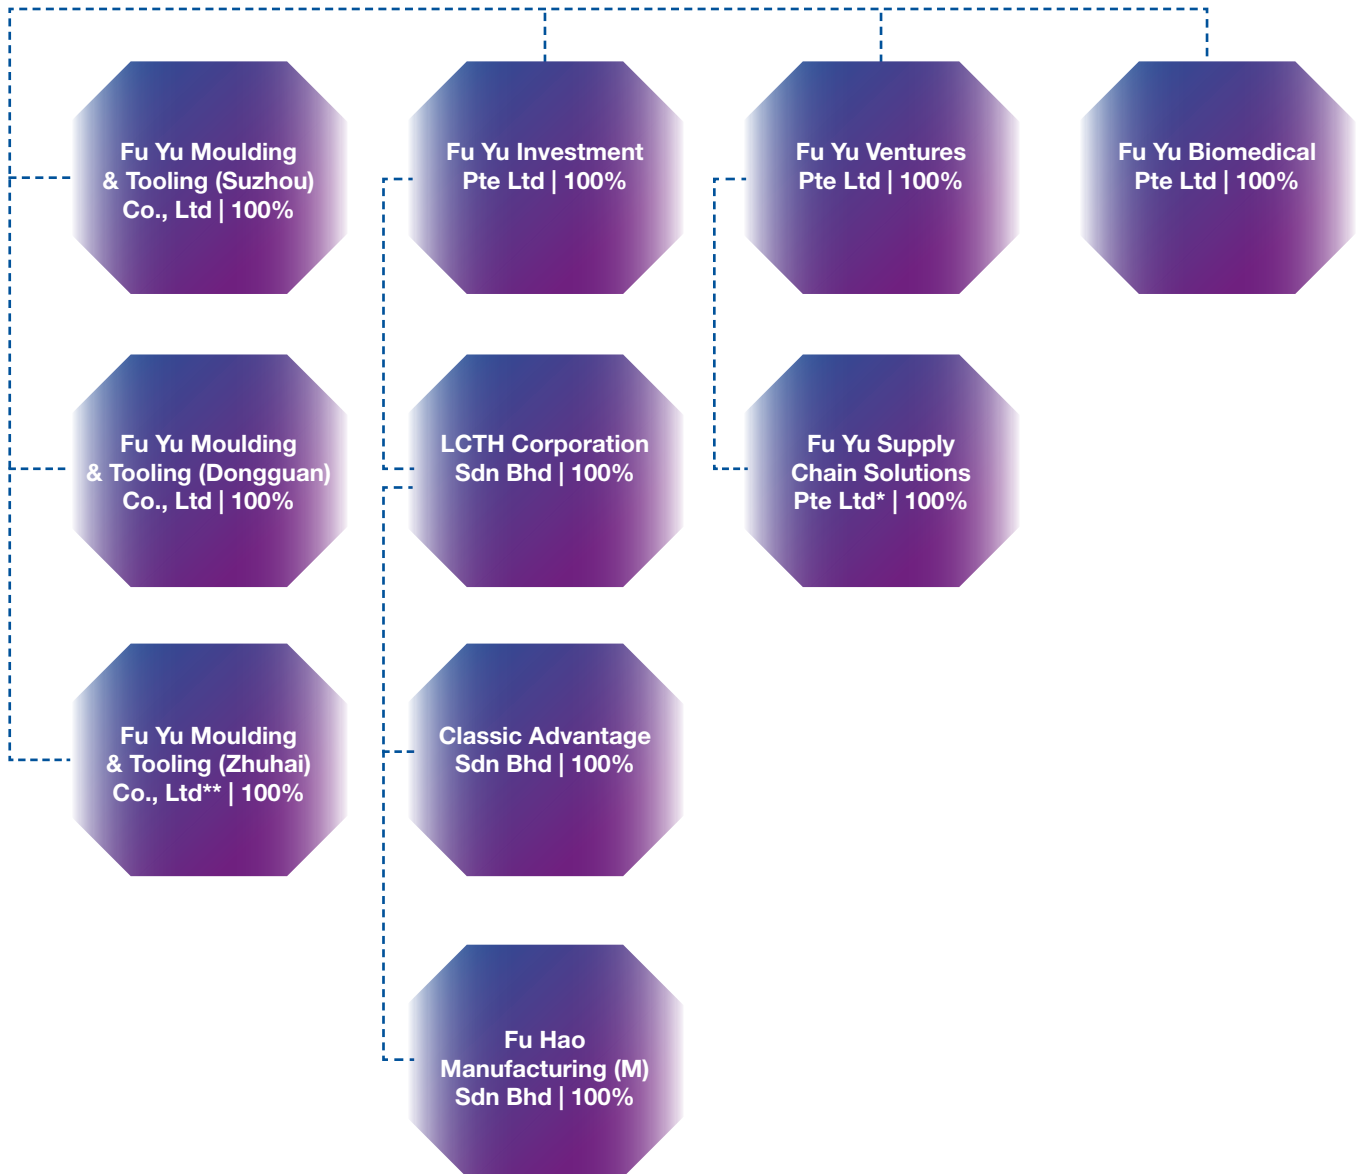 Fu Yu Moulding
& Tooling (Suzhou)
Co., Ltd | 100%
Fu Yu Investment
Pte Ltd | 100%
Fu Yu Ventures
Pte Ltd | 100%
Fu Yu Biomedical
Pte Ltd | 100%
Fu Yu Moulding
& Tooling (Dongguan)
Co., Ltd | 100%
LCTH Corporation
Sdn Bhd | 100%
Fu Yu Supply
Chain Solutions
Pte Ltd* | 100%
Fu Yu Moulding
& Tooling (Zhuhai)
Co., Ltd** | 100%
Classic Advantage
Sdn Bhd | 100%
Fu Hao
Manufacturing (M)
Sdn Bhd | 100%